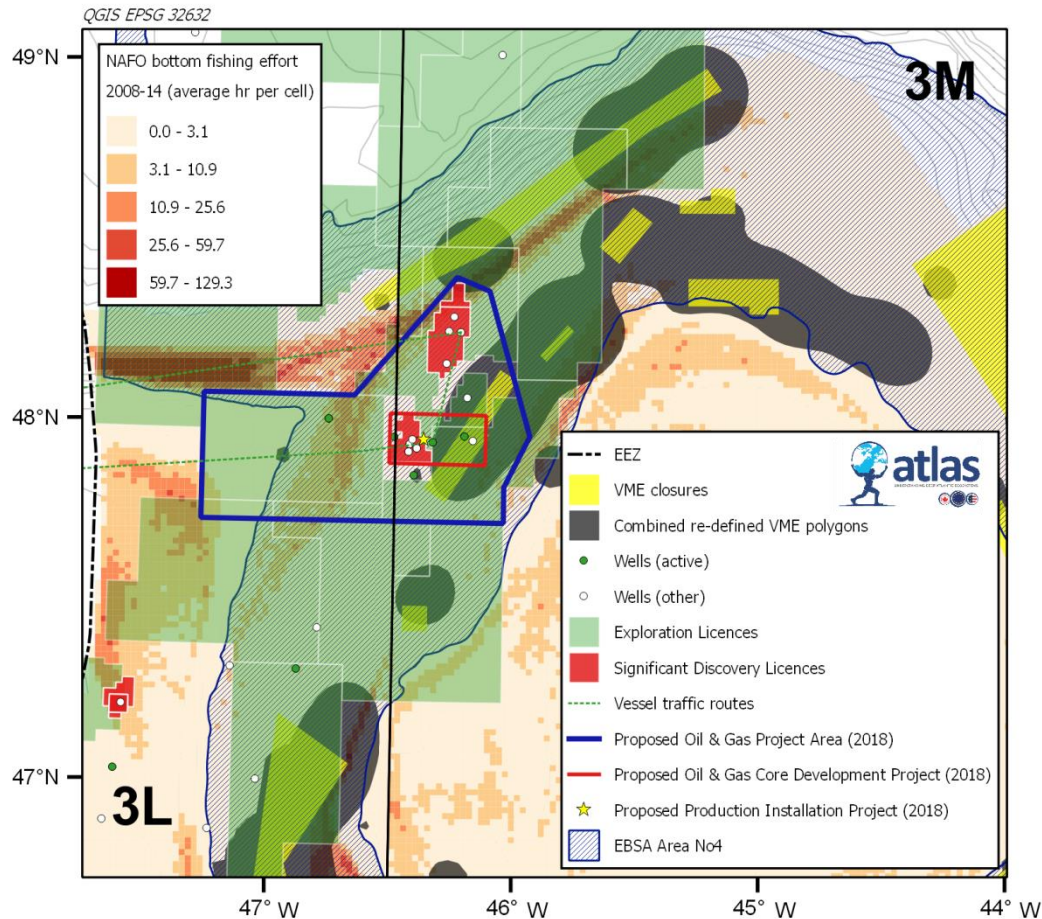 QGIS EPSG 32632
49°N
48°N
47°N
NAFO bottom fishing effort
2008-14 (average hr per cell)
0.0 - 3.1
3.1 - 10.9
10.9 - 25.6
25.6 - 59.7
59.7 - 129.3
3M
3L
EEZ
VME closures
Combined re-defined VME polygons
Wells (active)
Wells (other)
Exploration Licences
Significant Discovery Licences
Vessel traffic routes
Proposed Oil & Gas Project Area (2018)
Proposed Oil & Gas Core Development Project (2018)
Proposed Production Installation Project (2018)
EBSA Area No4
atlas
47° W
46° W
45° W
44° W